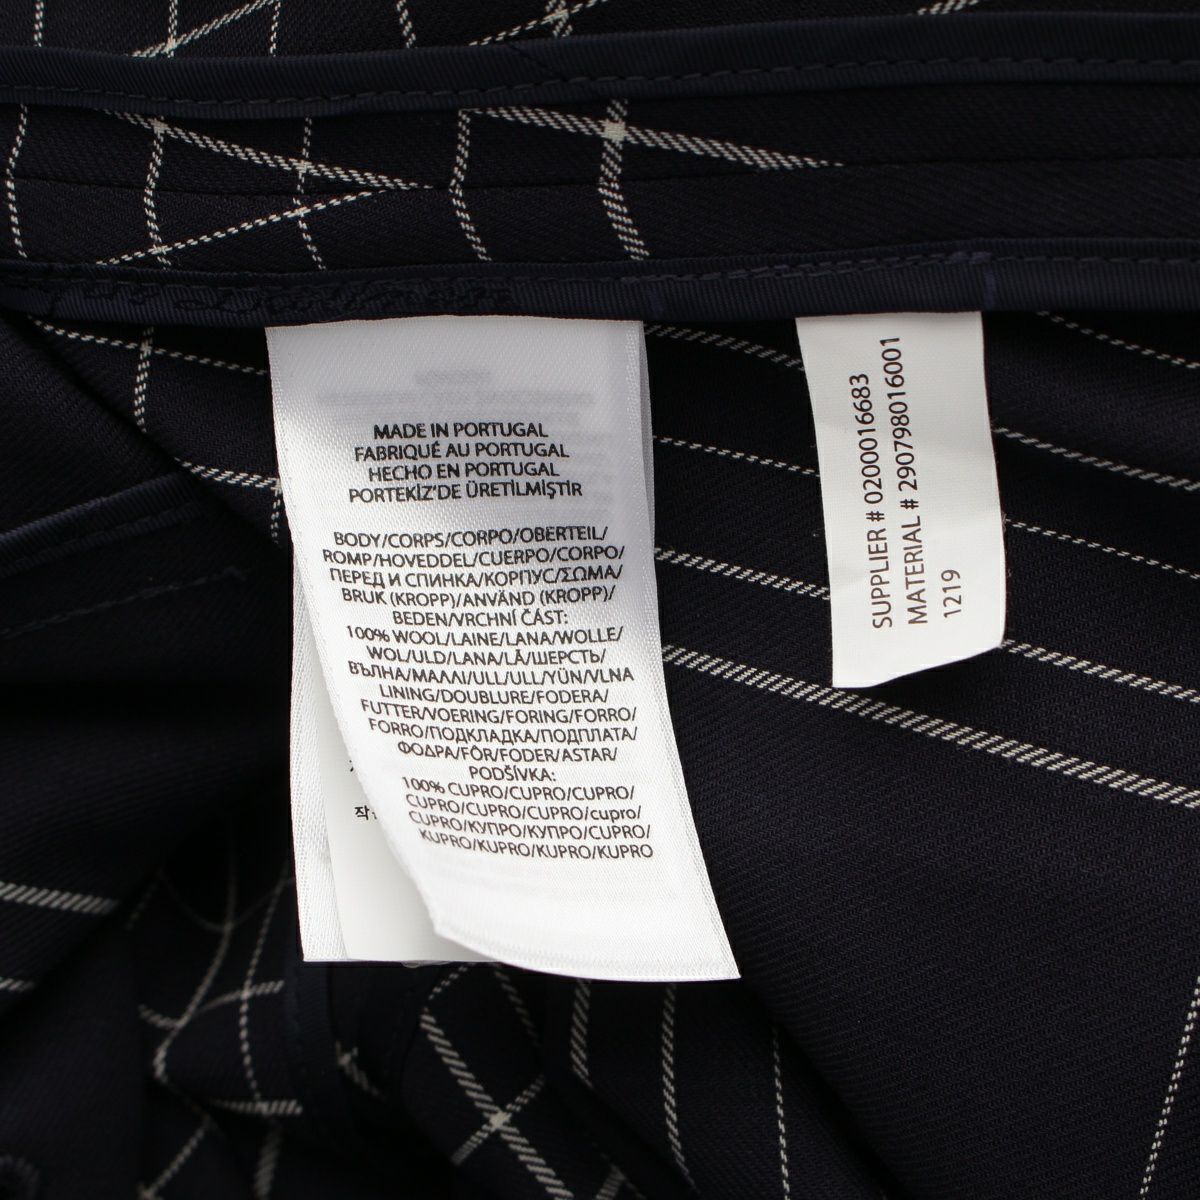 MADE IN PORTUGAL
FABRIQUÉ AU PORTUGAL
HECHO EN PORTUGAL
PORTEKİZ'DE ÜRETİLMİŞTİR
BODY/CORPS/CORPO/OBERTEIL/
ROMP/HOVEDDEL/CUERPO/CORPO/
ПЕРЕД И СПИНКА/КОРПУС/ΣΩΜΑ/
BRUK (KROPP)/ANVÄND (KROPP)/
BEDEN/VRCHNÍ ČÁST:
100% WOOL/LAINE/LANA/WOLLE/
WOL/ULD/LANA/LÃ/ШЕРСТЬ/
ВЪЛНА/ΜΑΛΛΙ/ULL/ULL/YÜN/VLNA
LINING/DOUBLURE/FODERA/
FUTTER/VOERING/FORING/FORRO/
FORRO/ПОДКЛАДКА/ПОДПЛАТА/
ΦΟΔΡΑ/FÔR/FODER/ASTAR/
PODŠÍVKA:
100% CUPRO/CUPRO/CUPRO/
CUPRO/CUPRO/CUPRO/cupro/
CUPRO/КУПРО/КУПРО/CUPRO/
KUPRO/KUPRO/KUPRO/KUPRO
SUPPLIER # 0200016683
MATERIAL # 290798016001
1219